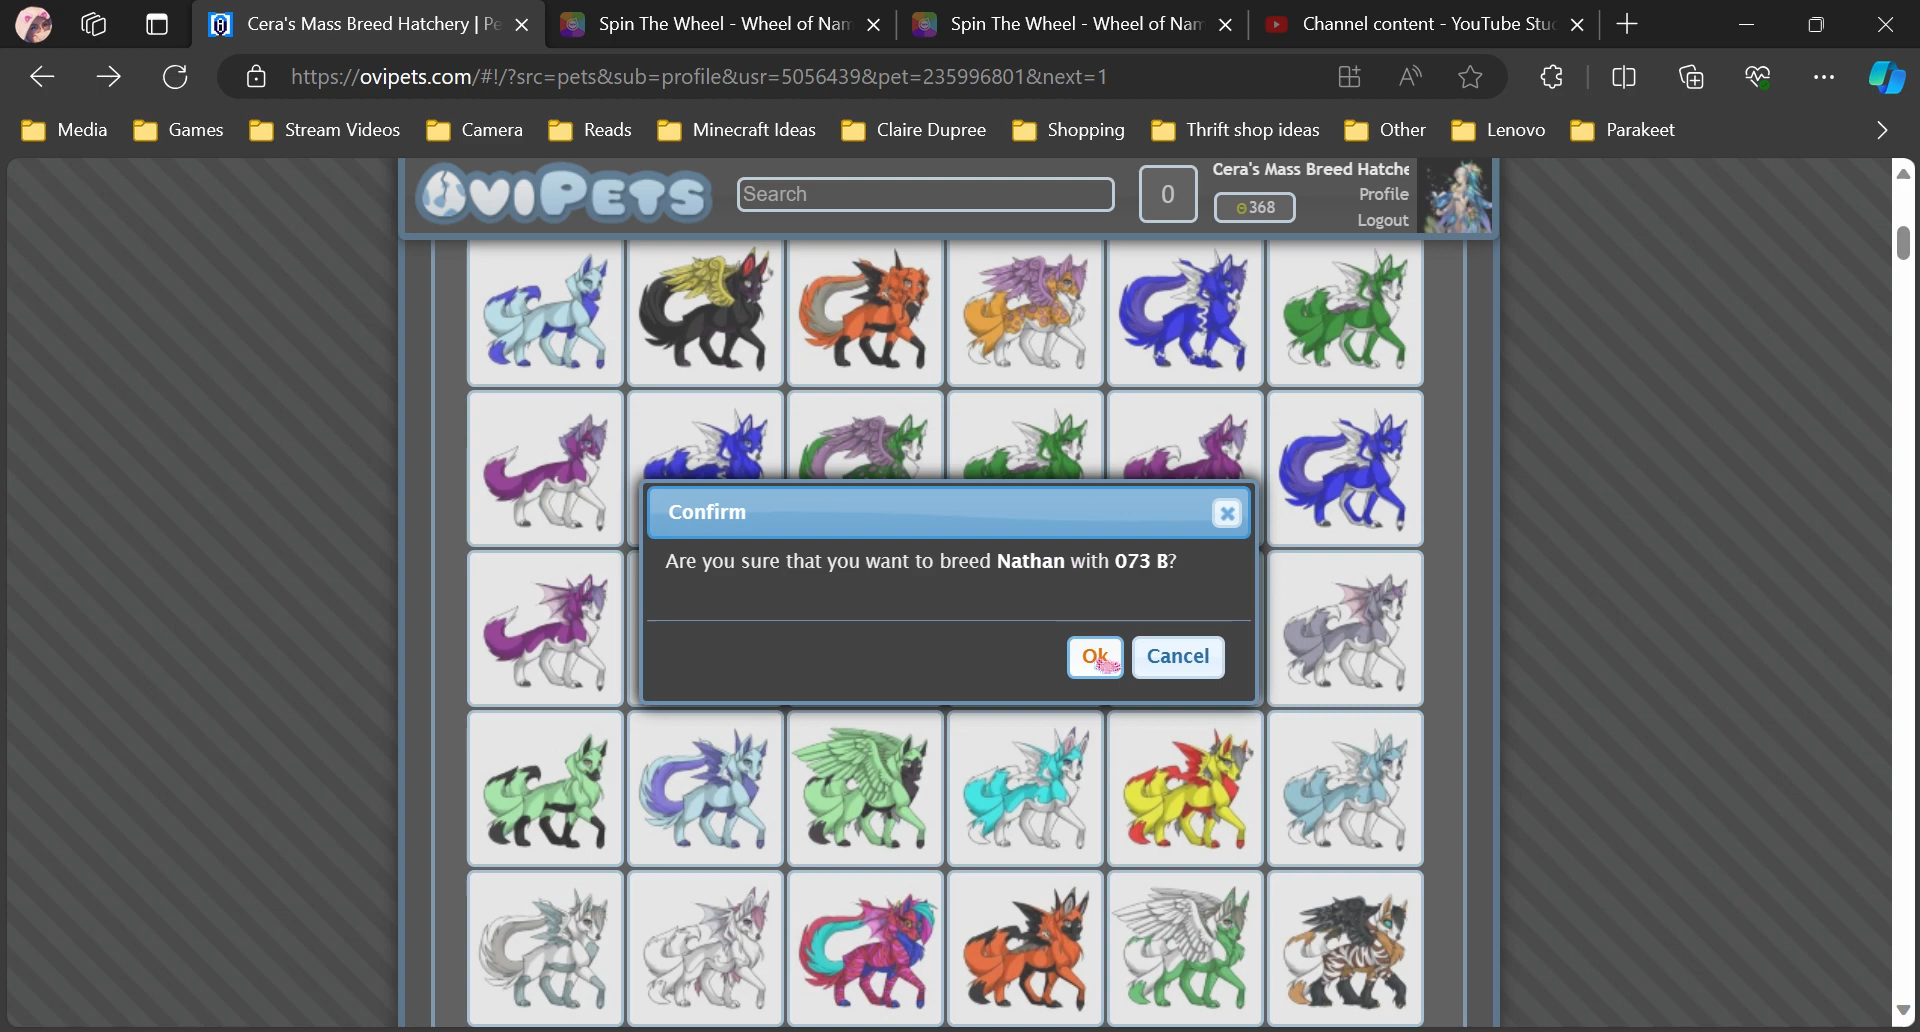 Cera's Mass Breed Hatchery | Pe
Spin The Wheel - Wheel of Nam
Spin The Wheel - Wheel of Nam
Channel content - YouTube Stu
https://ovipets.com/#!/?src=pets&sub=profile&usr=5056439&pet=235996801&next=1
Media
Games
Stream Videos
Camera
Reads
Minecraft Ideas
Claire Dupree
Shopping
Thrift shop ideas
Other
Lenovo
Parakeet
OviPets
Search
0
Cera's Mass Breed Hatche
368
Profile
Logout
Confirm
Are you sure that you want to breed Nathan with 073 B?
Ok
Cancel